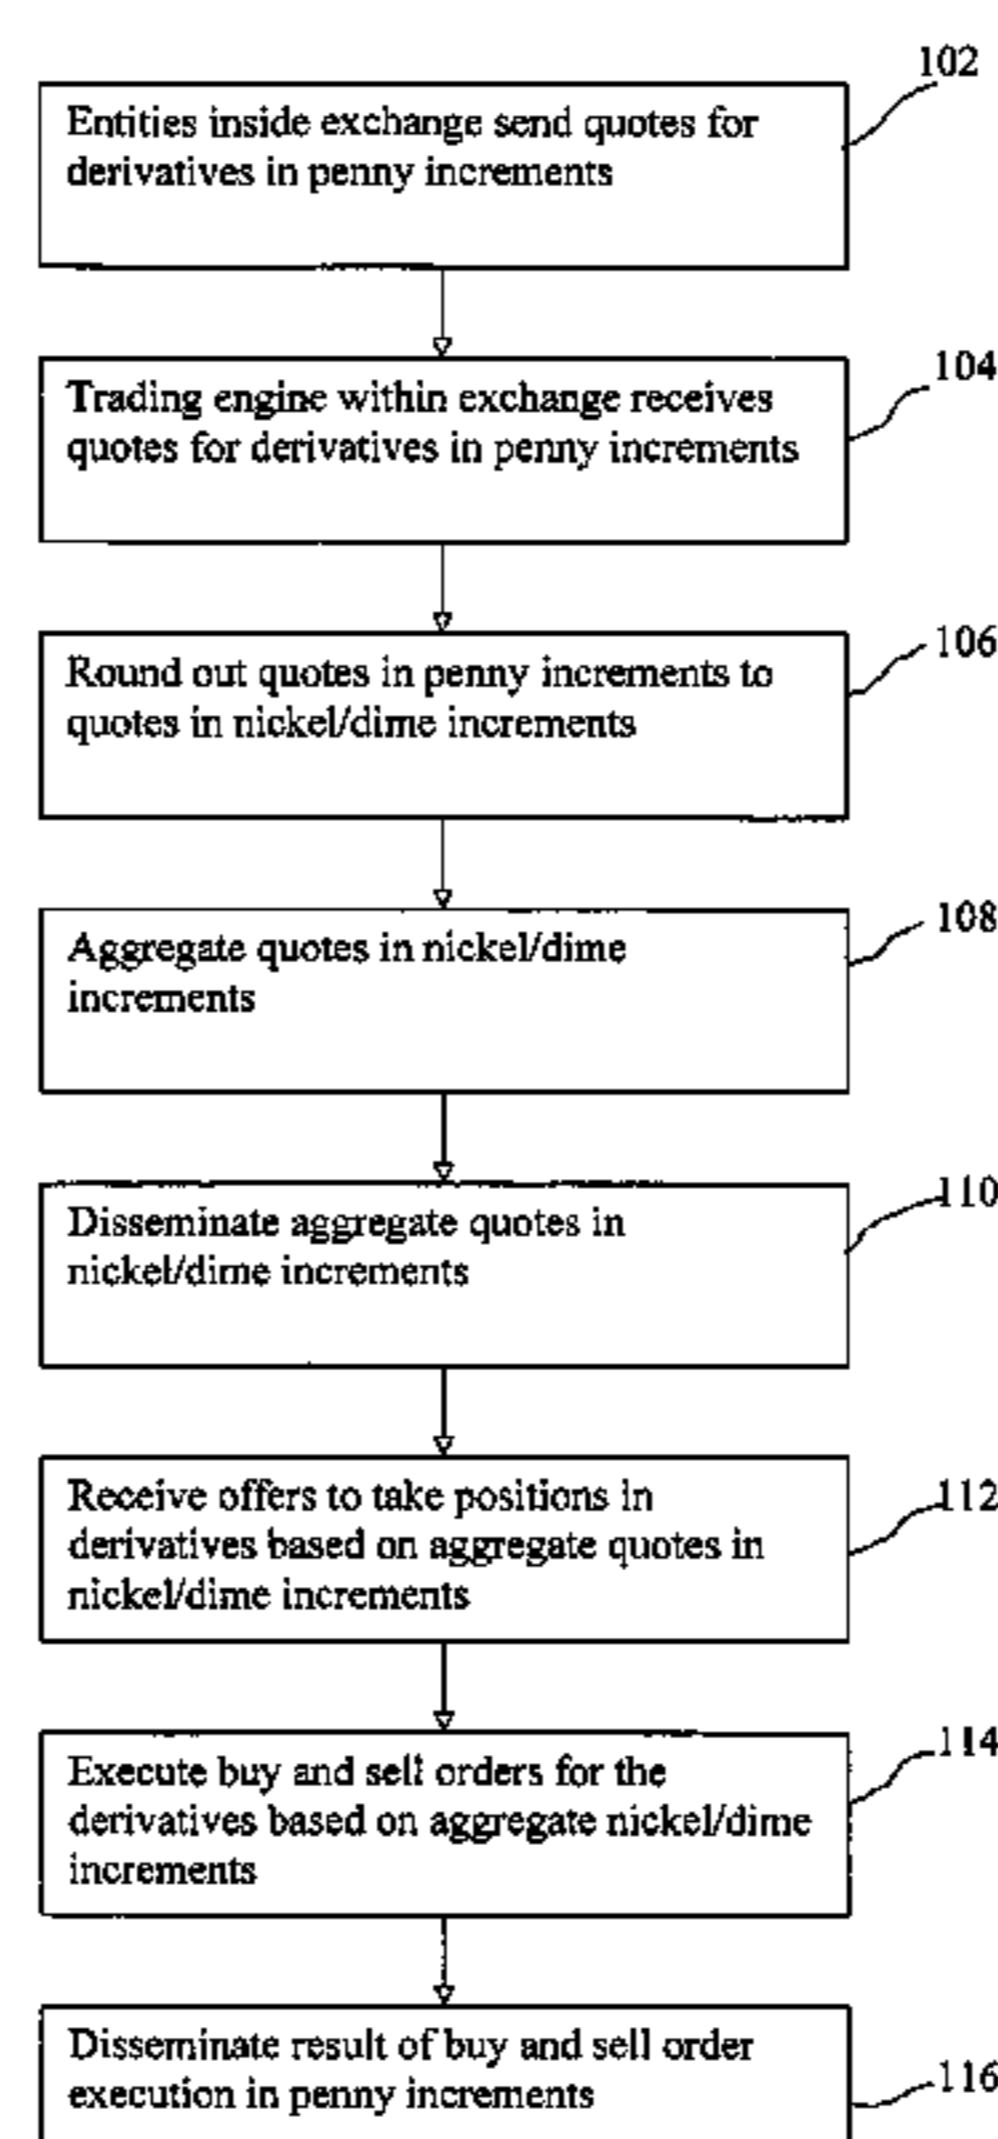 102
Entities inside exchange send quotes for
derivatives in penny increments
104
Trading engine within exchange receives
quotes for derivatives in penny increments
106
Round out quotes in penny increments to
quotes in nickel/dime increments
108
Aggregate quotes in nickel/dime
increments
110
Disseminate aggregate quotes in
nickel/dime increments
112
Receive offers to take positions in
derivatives based on aggregate quotes in
nickel/dime increments
114
Execute buy and sell orders for the
derivatives based on aggregate nickel/dime
increments
116
Disseminate result of buy and sell order
execution in penny increments